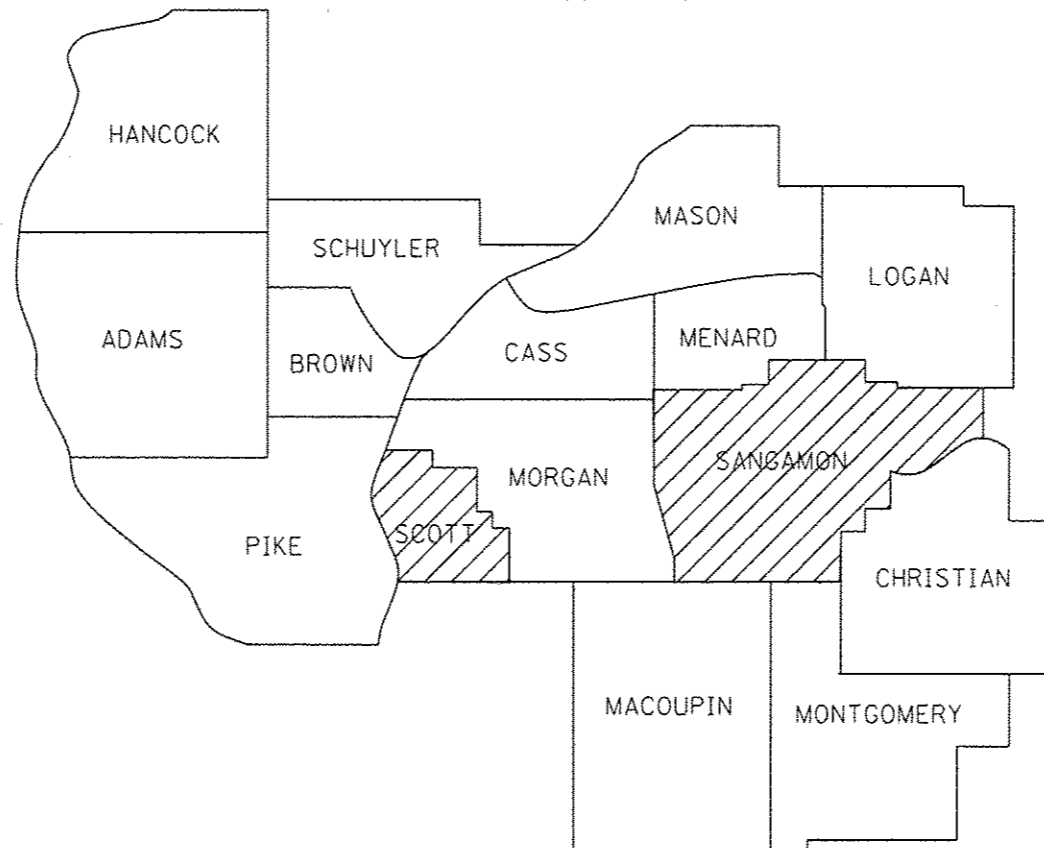 HANCOCK
MASON
SCHUYLER
LOGAN
ADAMS
MENARD
CASS
BROWN
SANGAMON
MORGAN
SCOTT
PIKE
CHRISTIAN
MACOUPIN
MONTGOMERY